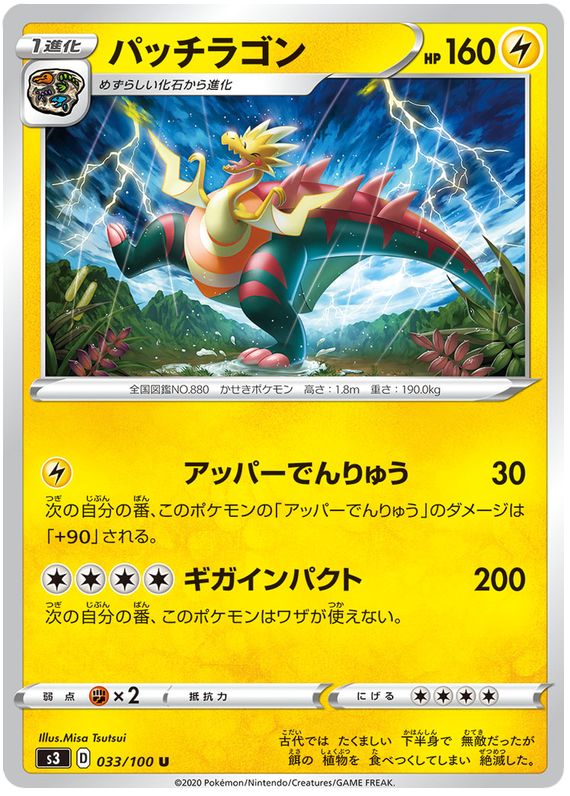 1進化
パッチラゴン
HP 160
めずらしい化石から進化
全国図鑑NO.880 かせきポケモン 高さ:1.8m 重さ:190.0kg
アッパーでんりゅう 30
次の自分の番、このポケモンの「アッパーでんりゅう」のダメージは
「+90」される。
ギガインパクト 200
次の自分の番、このポケモンはワザが使えない。
弱点 ×2 抵抗力 にげる
Illus.Misa Tsutsui
S3 D 033/100 U
古代では たくましい 下半身で 無敵だったが
餌の 植物を 食べつくしてしまい 絶滅した。
©2020 Pokémon/Nintendo/Creatures/GAME FREAK.